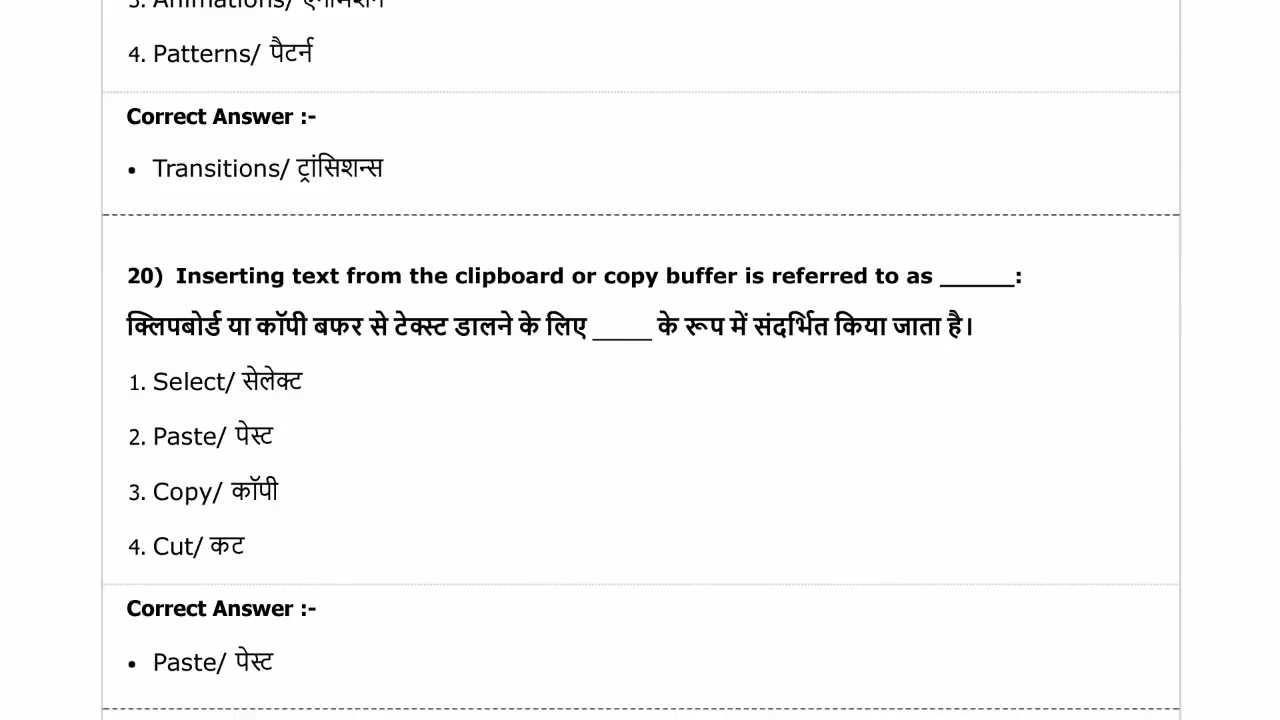 4. Patterns/ पैटर्न
Correct Answer :-
• Transitions/ ट्रांसिशन्स
20) Inserting text from the clipboard or copy buffer is referred to as ______:
क्लिपबोर्ड या कॉपी बफर से टेक्स्ट डालने के लिए _____ के रूप में संदर्भित किया जाता है।
1. Select/ सेलेक्ट
2. Paste/ पेस्ट
3. Copy/ कॉपी
4. Cut/ कट
Correct Answer :-
• Paste/ पेस्ट